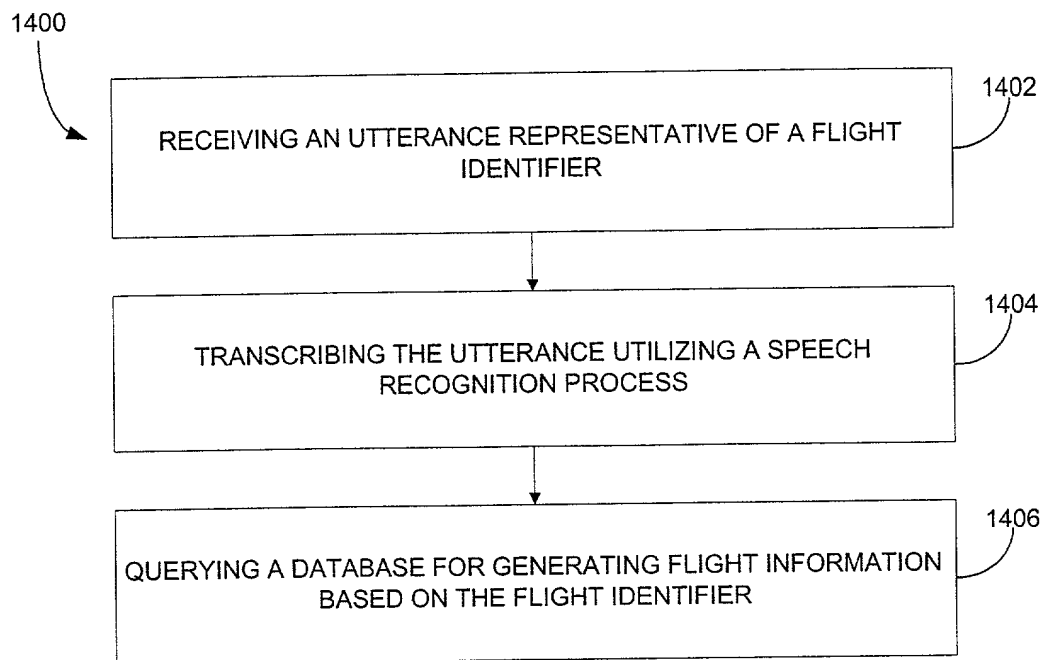 1400
1402
RECEIVING AN UTTERANCE REPRESENTATIVE OF A FLIGHT
IDENTIFIER
1404
TRANSCRIBING THE UTTERANCE UTILIZING A SPEECH
RECOGNITION PROCESS
1406
QUERYING A DATABASE FOR GENERATING FLIGHT INFORMATION
BASED ON THE FLIGHT IDENTIFIER